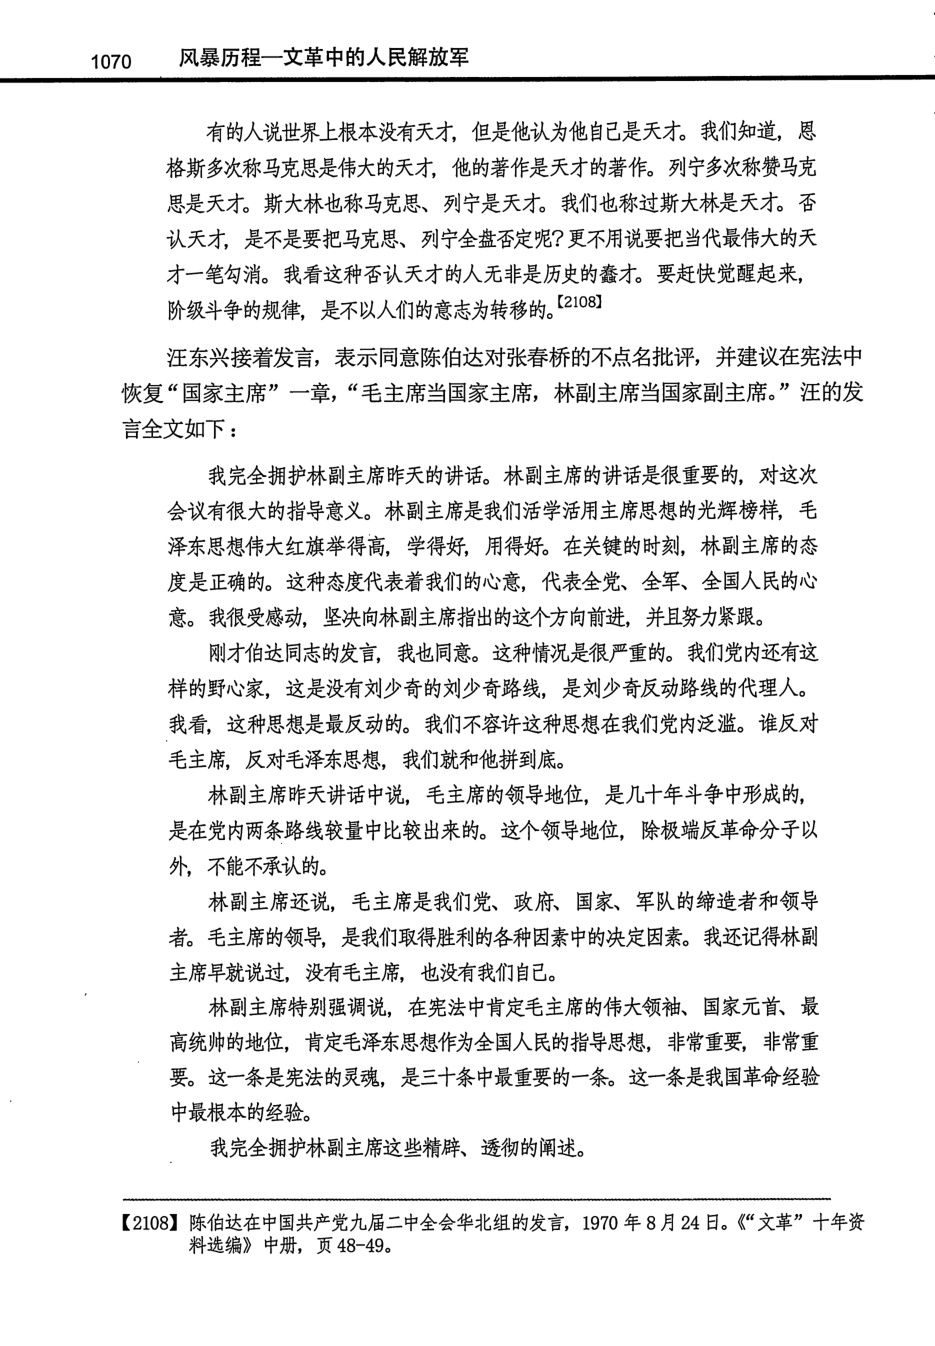 1070 风暴历程—文革中的人民解放军
有的人说世界上根本没有天才，但是他认为他自己是天才。我们知道，恩
格斯多次称马克思是伟大的天才，他的著作是天才的著作。列宁多次称赞马克
思是天才。斯大林也称马克思、列宁是天才。我们也称过斯大林是天才。否
认天才，是不是要把马克思、列宁全盘否定呢？更不用说要把当代最伟大的天
才一笔勾消。我看这种否认天才的人无非是历史的蠢才。要赶快觉醒起来，
阶级斗争的规律，是不以人们的意志为转移的。【2108】
汪东兴接着发言，表示同意陈伯达对张春桥的不点名批评，并建议在宪法中
恢复“国家主席”一章，“毛主席当国家主席，林副主席当国家副主席。”汪的发
言全文如下：
我完全拥护林副主席昨天的讲话。林副主席的讲话是很重要的，对这次
会议有很大的指导意义。林副主席是我们活学活用主席思想的光辉榜样，毛
泽东思想伟大红旗举得高，学得好，用得好。在关键的时刻，林副主席的态
度是正确的。这种态度代表着我们的心意，代表全党、全军、全国人民的心
意。我很受感动，坚决向林副主席指出的这个方向前进，并且努力紧跟。
刚才伯达同志的发言，我也同意。这种情况是很严重的。我们党内还有这
样的野心家，这是没有刘少奇的刘少奇路线，是刘少奇反动路线的代理人。
我看，这种思想是最反动的。我们不容许这种思想在我们党内泛滥。谁反对
毛主席，反对毛泽东思想，我们就和他拼到底。
林副主席昨天讲话中说，毛主席的领导地位，是几十年斗争中形成的，
是在党内两条路线较量中比较出来的。这个领导地位，除极端反革命分子以
外，不能不承认的。
林副主席还说，毛主席是我们党、政府、国家、军队的缔造者和领导
者。毛主席的领导，是我们取得胜利的各种因素中的决定因素。我还记得林副
主席早就说过，没有毛主席，也没有我们自己。
林副主席特别强调说，在宪法中肯定毛主席的伟大领袖、国家元首、最
高统帅的地位，肯定毛泽东思想作为全国人民的指导思想，非常重要，非常重
要。这一条是宪法的灵魂，是三十条中最重要的一条。这一条是我国革命经验
中最根本的经验。
我完全拥护林副主席这些精辟、透彻的阐述。
【2108】陈伯达在中国共产党九届二中全会华北组的发言，1970 年 8 月 24 日。《“文革”十年资
料选编》中册，页 48-49。